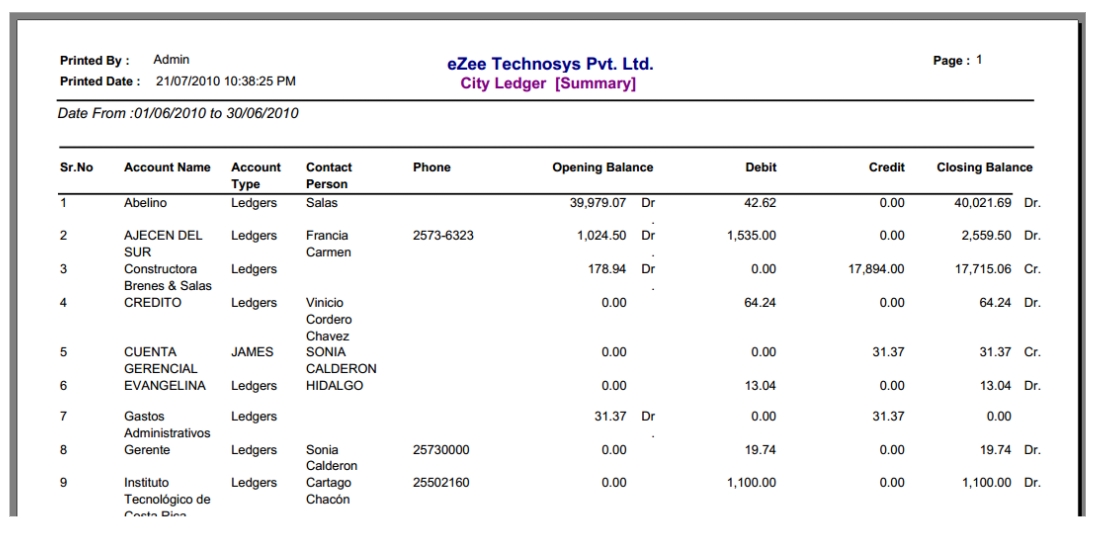 Printed By : Admin
eZee Technosys Pvt. Ltd.
Page : 1
Printed Date : 21/07/2010 10:38:25 PM
City Ledger [Summary]
Date From :01/06/2010 to 30/06/2010
Sr.No Account Name Account Contact Phone Opening Balance Debit Credit Closing Balance
Type Person
1 Abelino Ledgers Salas 39,979.07 Dr 42.62 0.00 40,021.69 Dr.
.
2 AJECEN DEL Ledgers Francia 2573-6323 1,024.50 Dr 1,535.00 0.00 2,559.50 Dr.
SUR Carmen .
3 Constructora Ledgers 178.94 Dr 0.00 17,894.00 17,715.06 Cr.
Brenes & Salas .
4 CREDITO Ledgers Vinicio 0.00 64.24 0.00 64.24 Dr.
Cordero
Chavez
5 CUENTA JAMES SONIA 0.00 0.00 31.37 31.37 Cr.
GERENCIAL CALDERON
6 EVANGELINA Ledgers HIDALGO 0.00 13.04 0.00 13.04 Dr.
7 Gastos Ledgers 31.37 Dr 0.00 31.37 0.00
Administrativos .
8 Gerente Ledgers Sonia 25730000 0.00 19.74 0.00 19.74 Dr.
Calderon
9 Instituto Ledgers Cartago 25502160 0.00 1,100.00 0.00 1,100.00 Dr.
Tecnológico de Chacón
Costa Rica